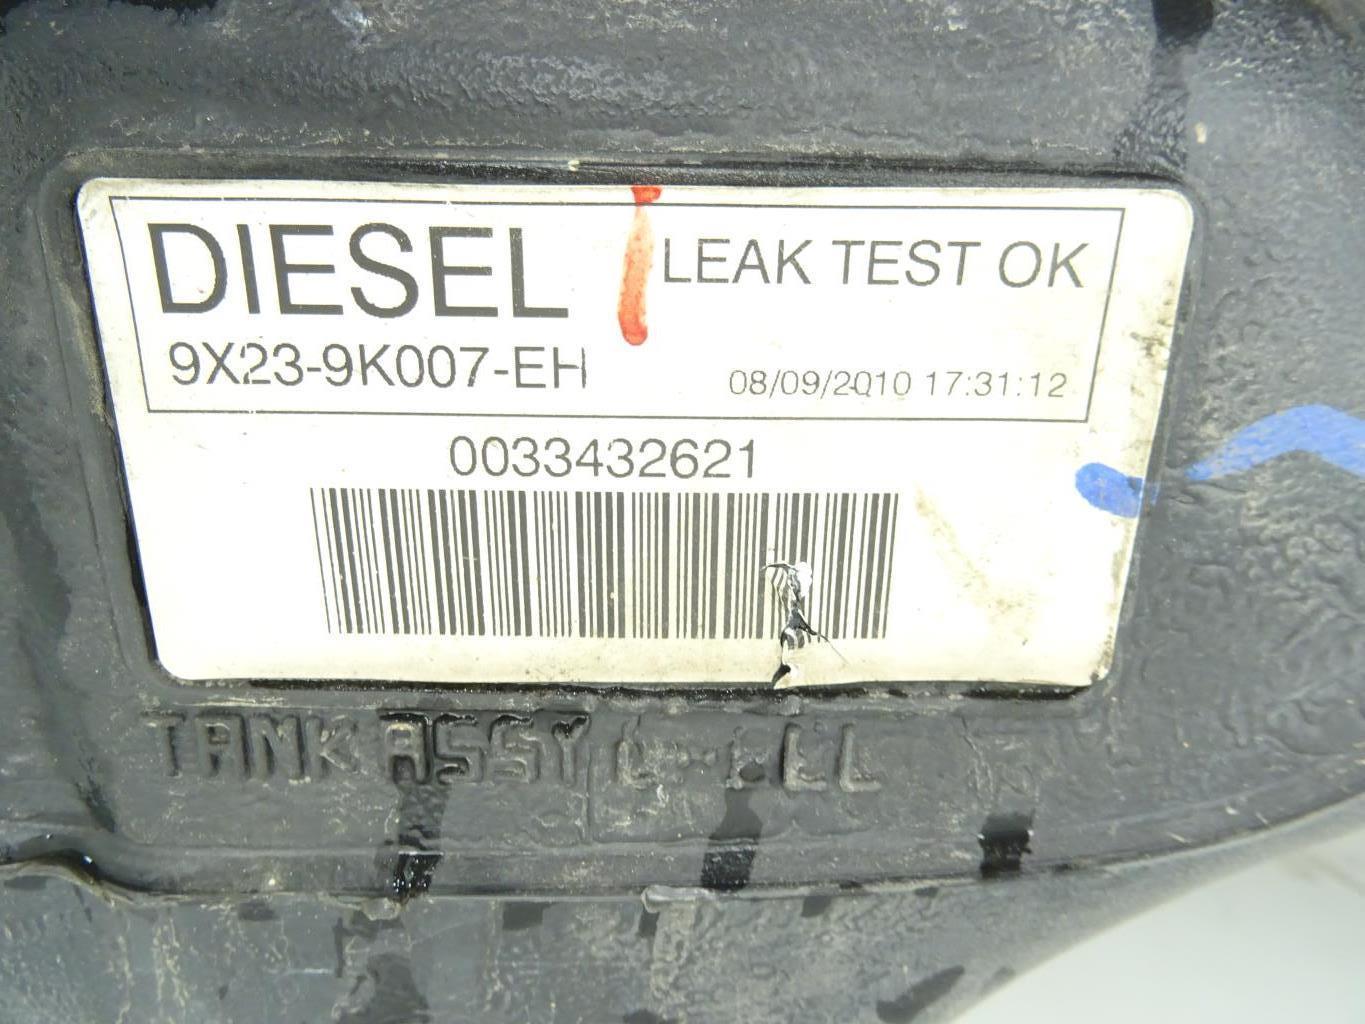 DIESEL LEAK TEST OK
9X23-9K007-EH 08/09/2010 17:31:12
0033432621
TANK ASSY